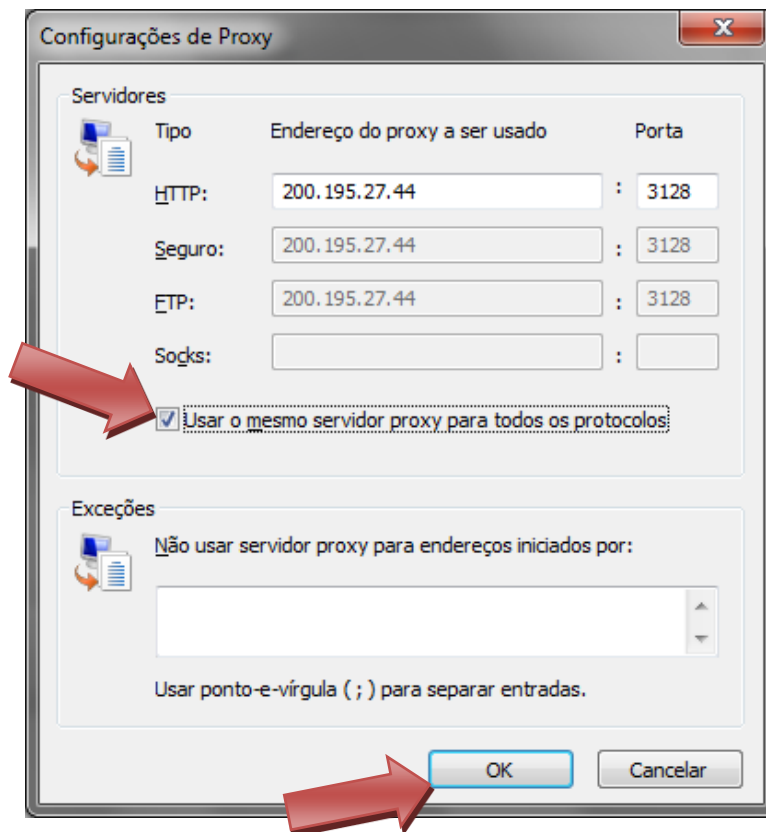 Configurações de Proxy
Servidores
Tipo Endereço do proxy a ser usado Porta
HTTP: 200.195.27.44 : 3128
Seguro: 200.195.27.44 : 3128
FTP: 200.195.27.44 : 3128
Socks: :
Usar o mesmo servidor proxy para todos os protocolos
Exceções
Não usar servidor proxy para endereços iniciados por:
Usar ponto-e-vírgula ( ; ) para separar entradas.
OK Cancelar